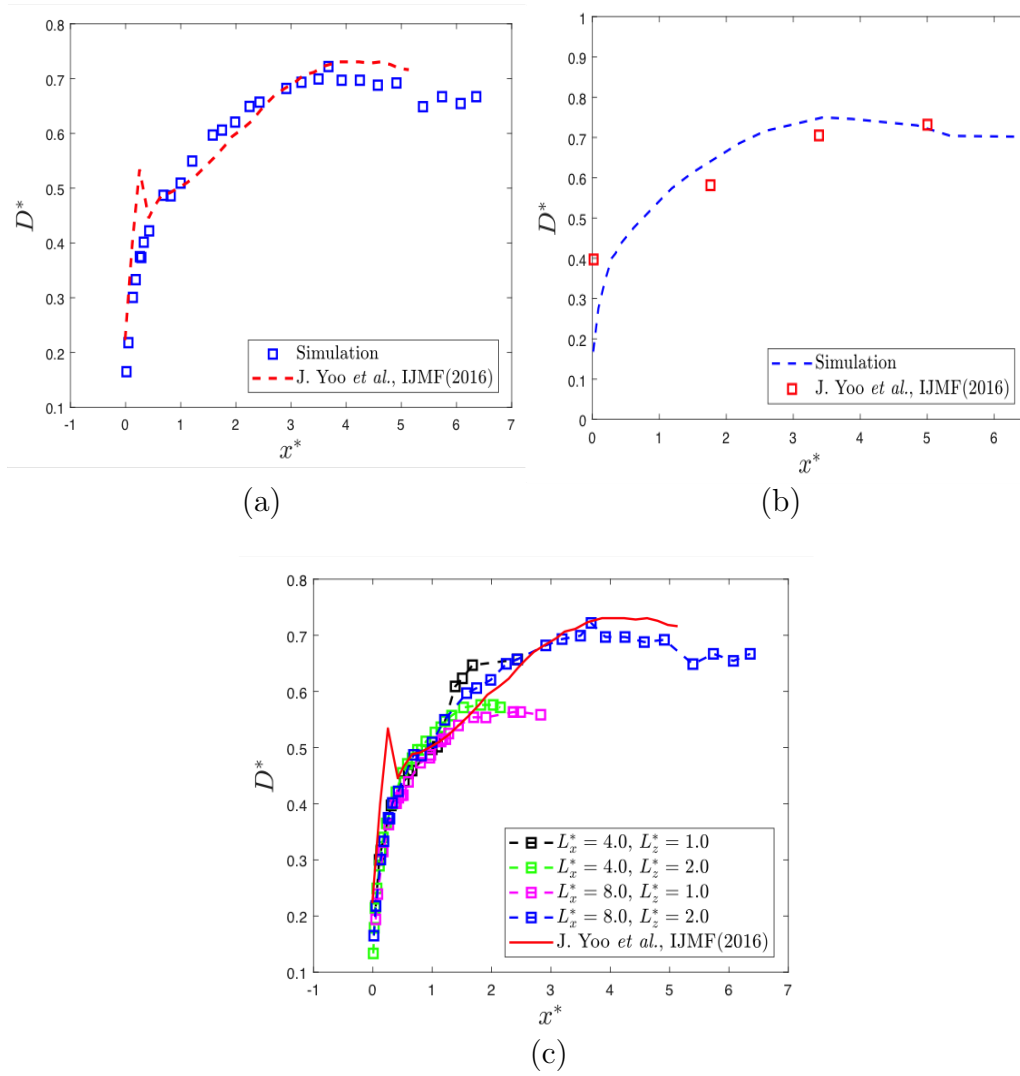 0.8
0.7
0.6
0.5
0.4
0.3
0.2
0.1
-1 0 1 2 3 4 5 6 7
D*
x*
Simulation
J. Yoo et al., IJMF(2016)
(a)
1
0.9
0.8
0.7
0.6
0.5
0.4
0.3
0.2
0.1
0
0 1 2 3 4 5 6
D*
x*
Simulation
J. Yoo et al., IJMF(2016)
(b)
0.8
0.7
0.6
0.5
0.4
0.3
0.2
0.1
-1 0 1 2 3 4 5 6 7
D*
x*
L*x = 4.0, L*z = 1.0
L*x = 4.0, L*z = 2.0
L*x = 8.0, L*z = 1.0
L*x = 8.0, L*z = 2.0
J. Yoo et al., IJMF(2016)
(c)